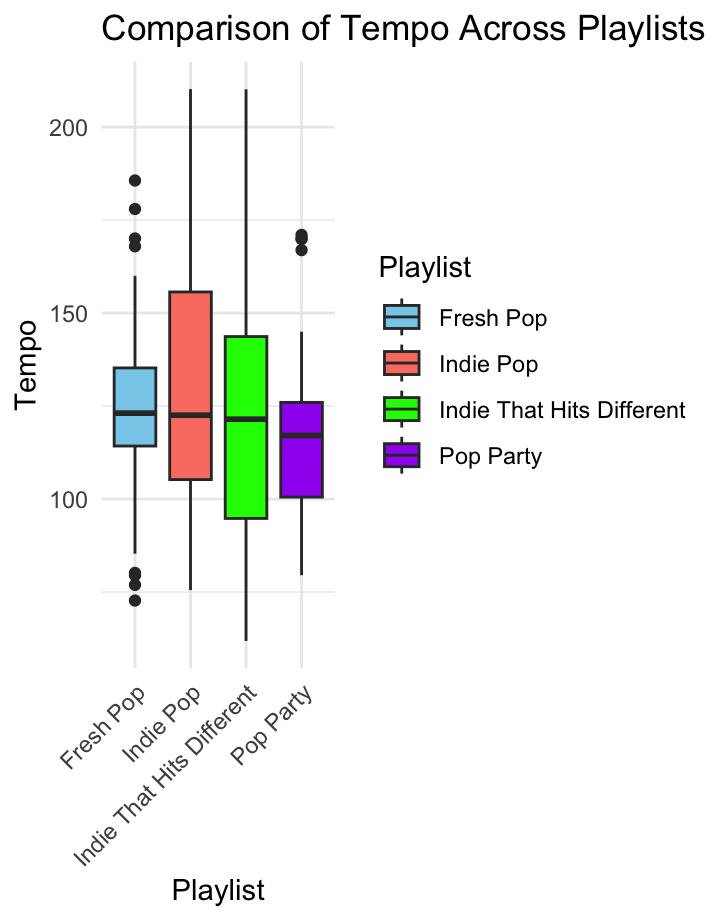 Comparison of Tempo Across Playlists
200
150
100
Tempo
Fresh Pop
Indie Pop
Indie That Hits Different
Pop Party
Playlist
Playlist
Fresh Pop
Indie Pop
Indie That Hits Different
Pop Party